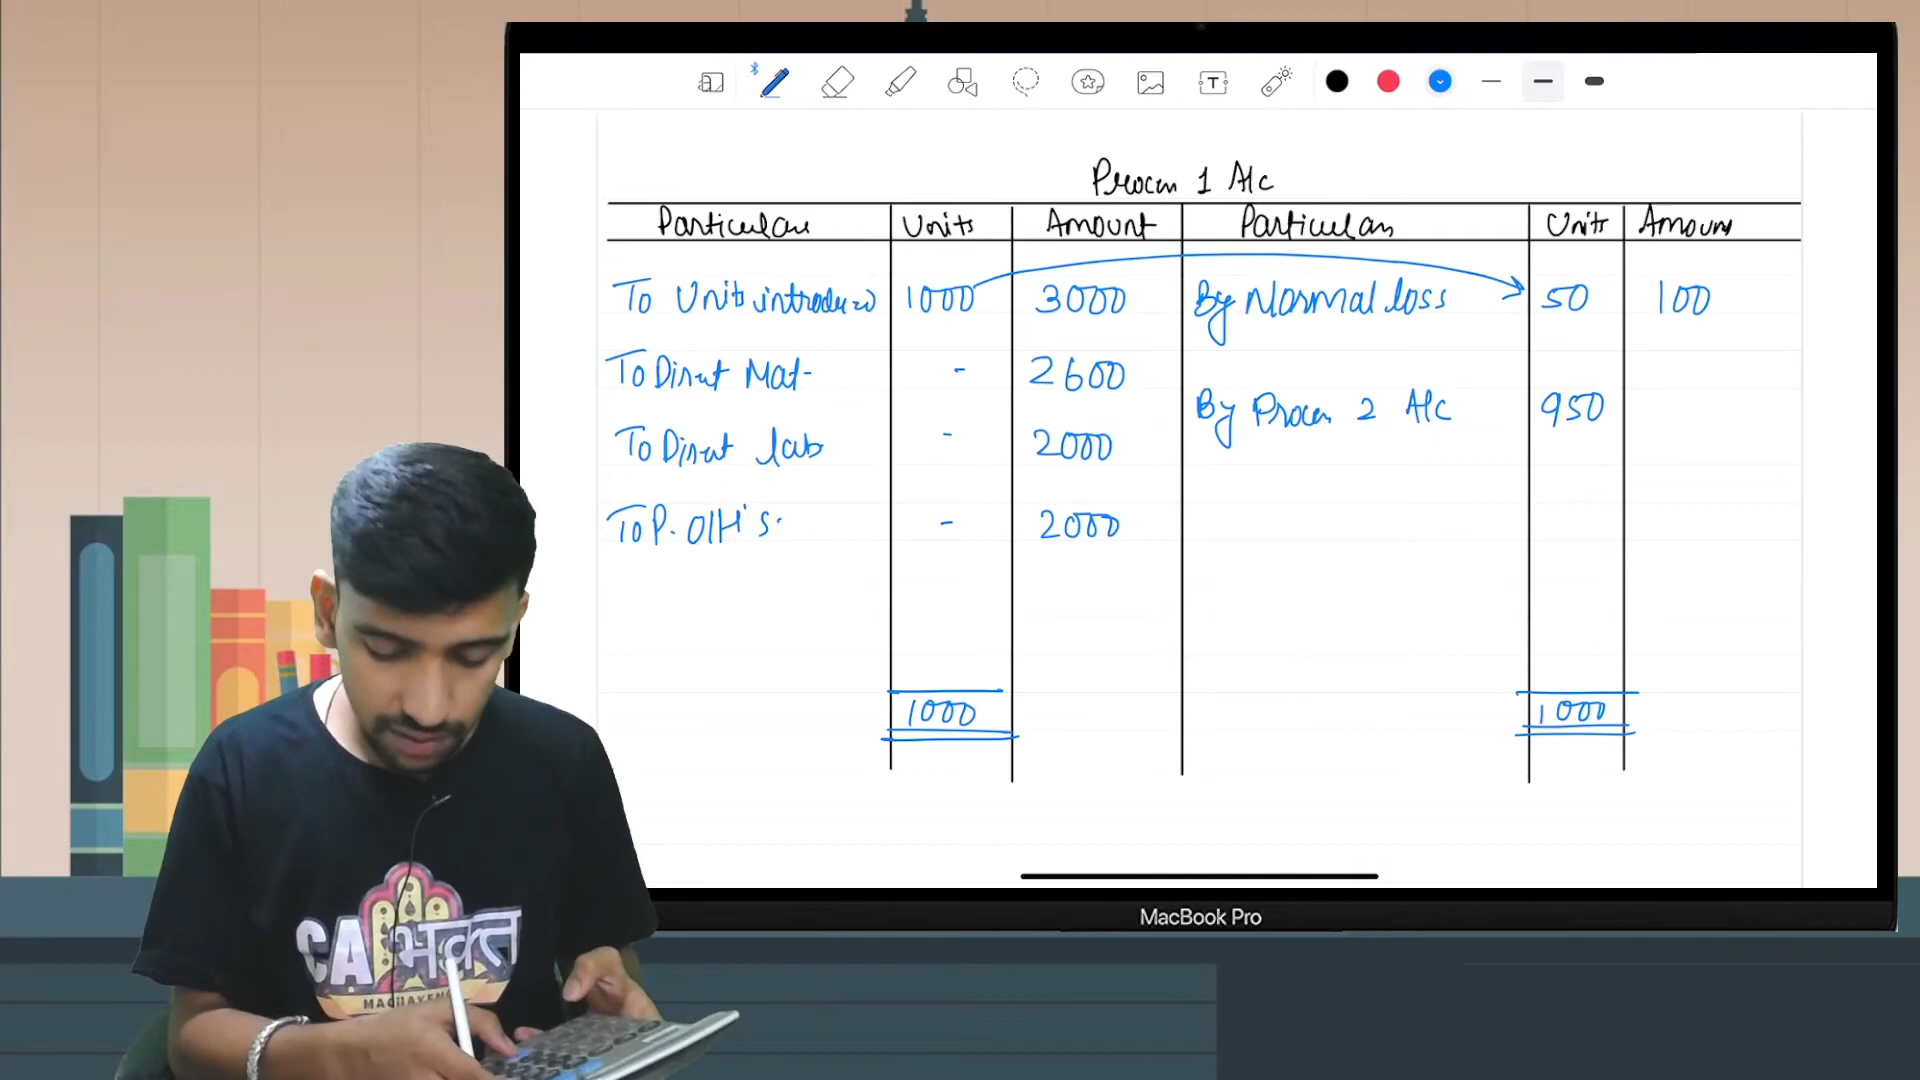 Process 1 A/c
Particulars Units Amount Particulars Units Amount
To Units introduced 1000 3000 By Normal loss 50 100
To Direct Mat- - 2600
By Process 2 A/c 950
To Direct lab - 2000
To P. O/H's. - 2000
1000 1000
MacBook Pro
CA भक्त